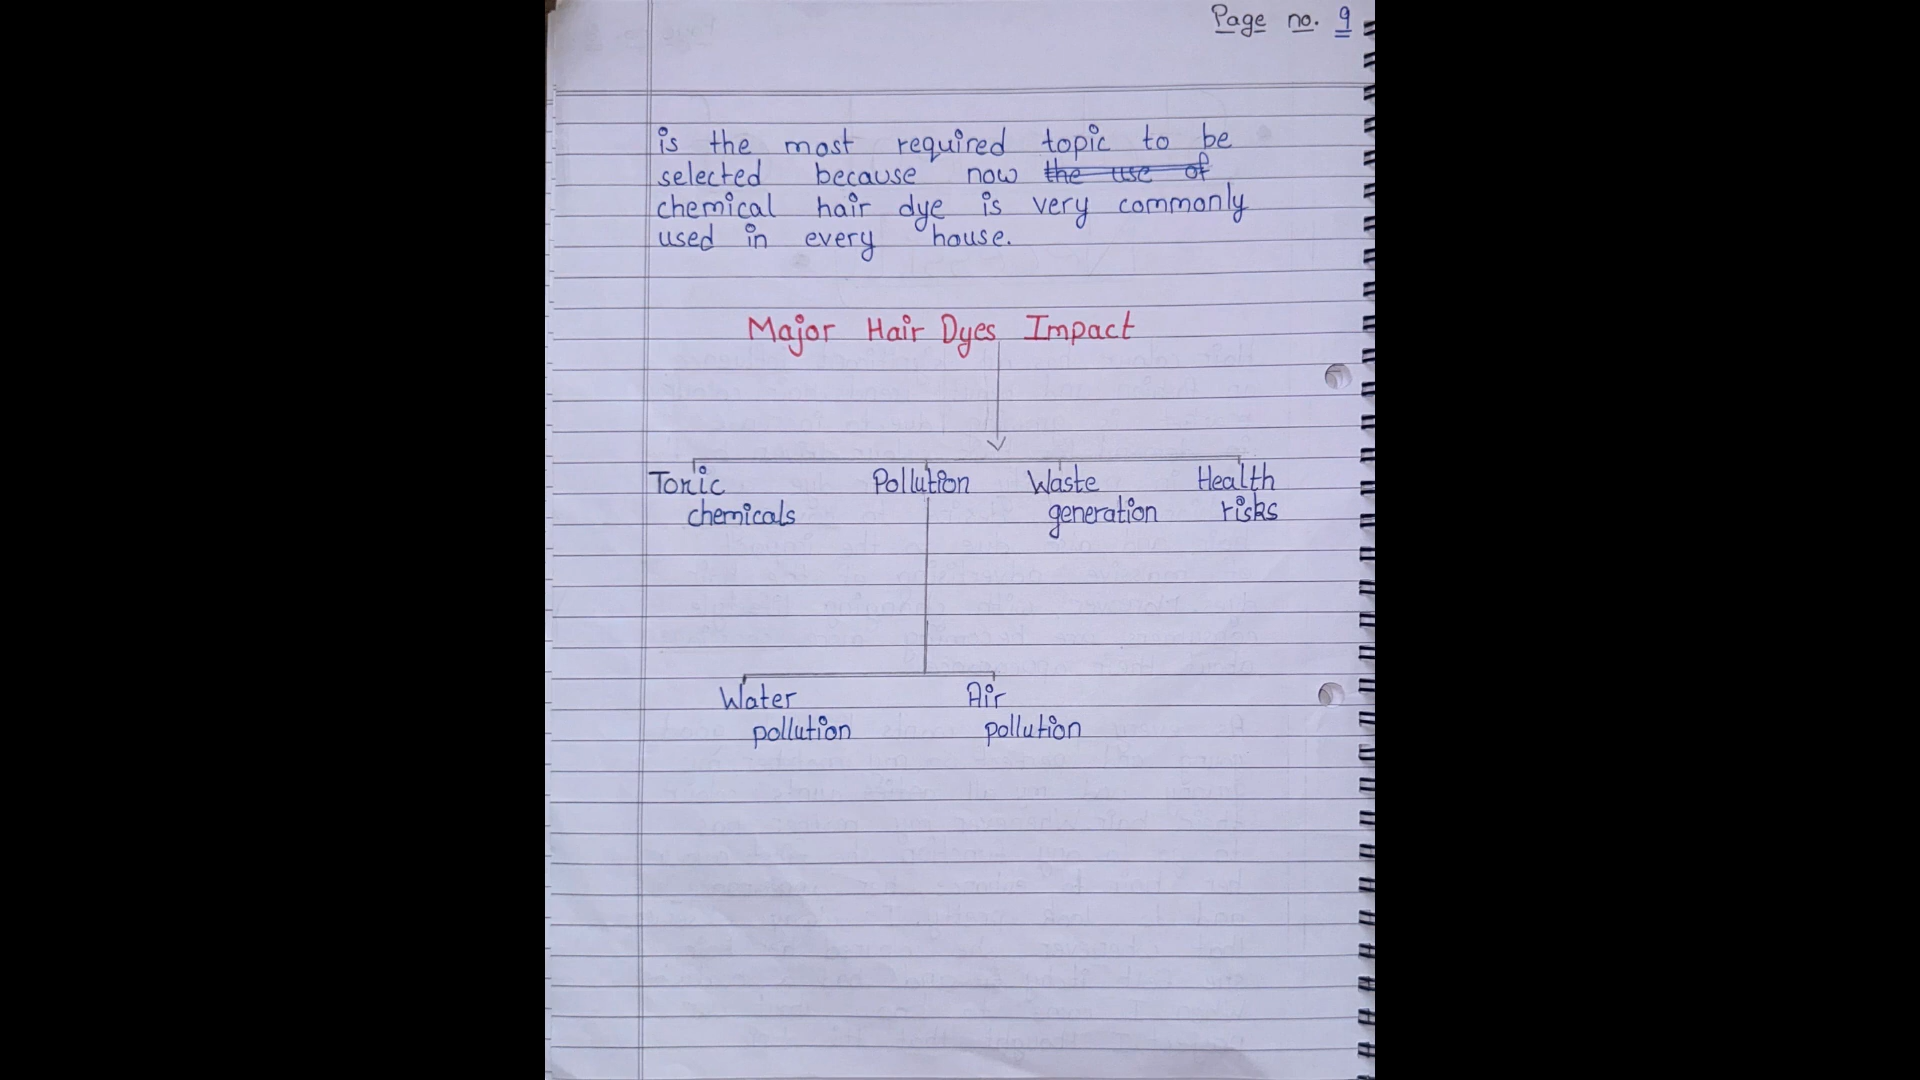 Page no. 9
is the most required topic to be
selected because now the use of
chemical hair dye is very commonly
used in every house.
Major Hair Dyes Impact
Toxic Pollution Waste Health
chemicals generation risks
Water Air
pollution pollution